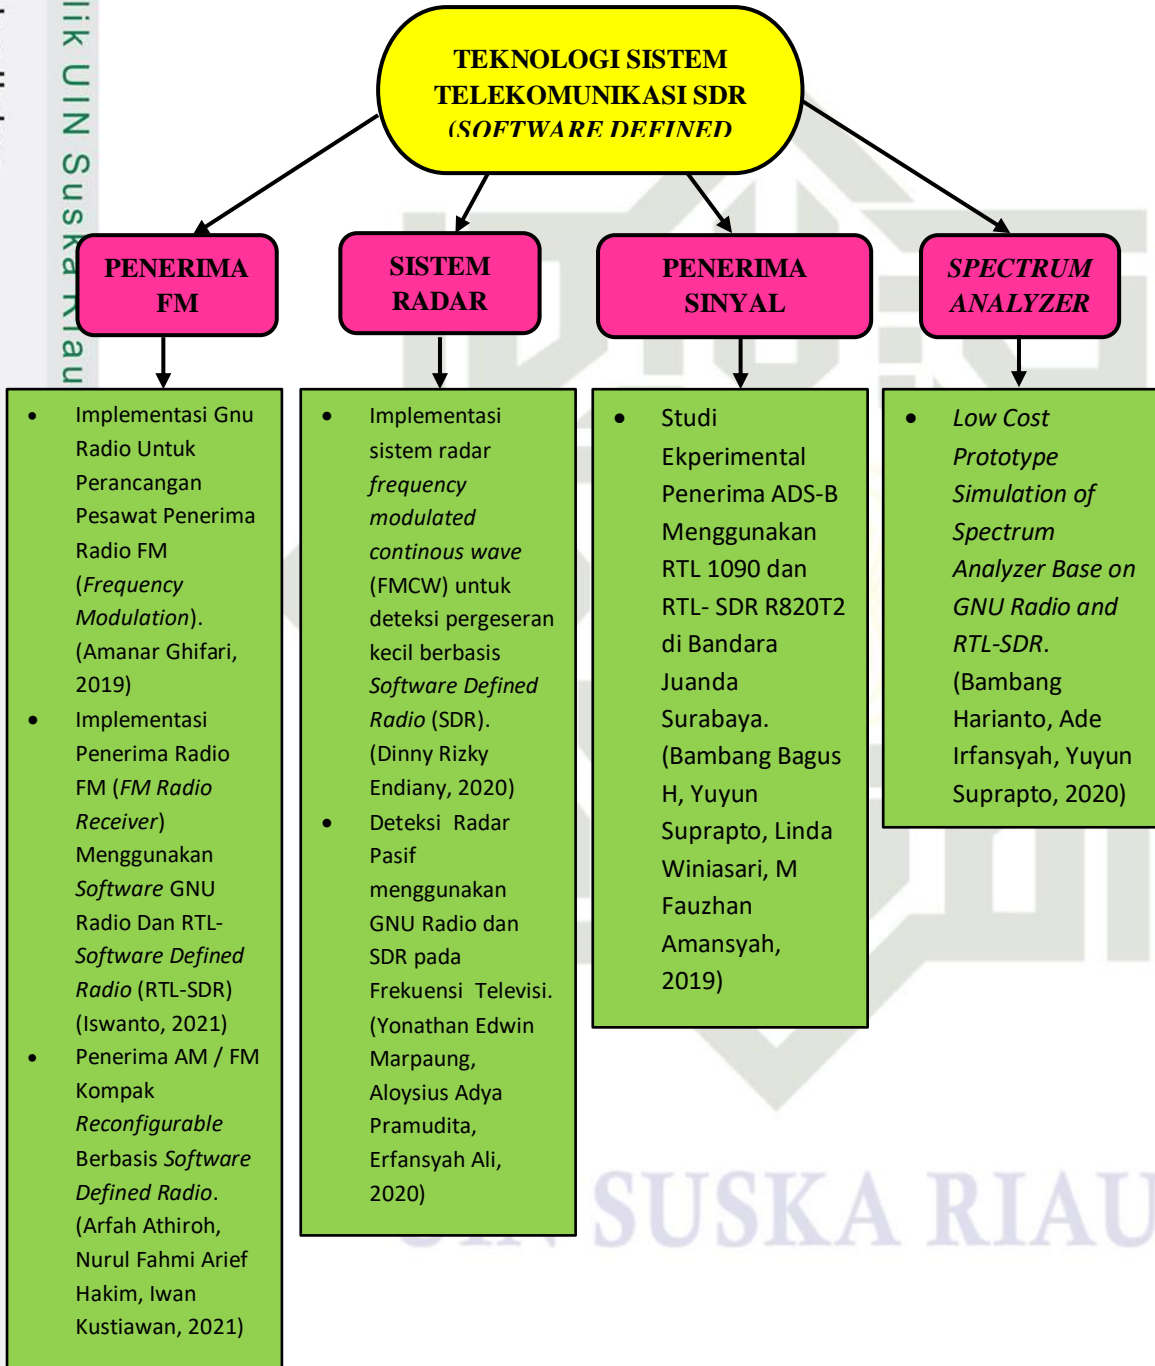 lik UIN Suska Riau
TEKNOLOGI SISTEM
TELEKOMUNIKASI SDR
(SOFTWARE DEFINED
PENERIMA
FM
SISTEM
RADAR
PENERIMA
SINYAL
SPECTRUM
ANALYZER
• Implementasi Gnu
Radio Untuk
Perancangan
Pesawat Penerima
Radio FM
(Frequency
Modulation).
(Amanar Ghifari,
2019)
• Implementasi
Penerima Radio
FM (FM Radio
Receiver)
Menggunakan
Software GNU
Radio Dan RTL-
Software Defined
Radio (RTL-SDR)
(Iswanto, 2021)
• Penerima AM / FM
Kompak
Reconfigurable
Berbasis Software
Defined Radio.
(Arfah Athiroh,
Nurul Fahmi Arief
Hakim, Iwan
Kustiawan, 2021)
• Implementasi
sistem radar
frequency
modulated
continous wave
(FMCW) untuk
deteksi pergeseran
kecil berbasis
Software Defined
Radio (SDR).
(Dinny Rizky
Endiany, 2020)
• Deteksi Radar
Pasif
menggunakan
GNU Radio dan
SDR pada
Frekuensi Televisi.
(Yonathan Edwin
Marpaung,
Aloysius Adya
Pramudita,
Erfansyah Ali,
2020)
• Studi
Ekperimental
Penerima ADS-B
Menggunakan
RTL 1090 dan
RTL- SDR R820T2
di Bandara
Juanda
Surabaya.
(Bambang Bagus
H, Yuyun
Suprapto, Linda
Winiasari, M
Fauzhan
Amansyah,
2019)
• Low Cost
Prototype
Simulation of
Spectrum
Analyzer Base on
GNU Radio and
RTL-SDR.
(Bambang
Harianto, Ade
Irfansyah, Yuyun
Suprapto, 2020)
UIN SUSKA RIAU